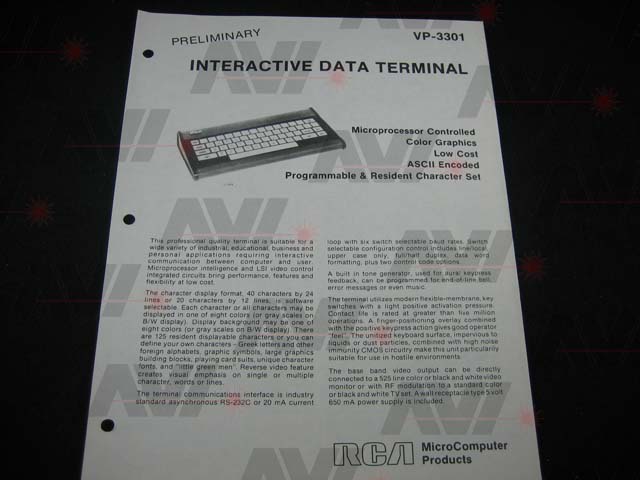 PRELIMINARY
VP-3301
INTERACTIVE DATA TERMINAL
Microprocessor Controlled
Color Graphics
Low Cost
ASCII Encoded
Programmable & Resident Character Set
This professional quality terminal is suitable for a
wide variety of industrial, educational, business and
personal applications requiring interactive
communication between computer and user.
Microprocessor intelligence and LSI video control
integrated circuits bring performance, features and
flexibility at low cost.
The character display format, 40 characters by 24
lines or 20 characters by 12 lines, is software
selectable. Each character or all characters may be
displayed in one of eight colors (or gray scales on
B/W display). Display background may be one of
eight colors (or gray scales on B/W display). There
are 125 resident displayable characters or you can
define your own characters - Greek letters and other
foreign alphabets, graphic symbols, large graphics
building blocks, playing card suits, unique character
fonts, and "little green men". Reverse video feature
creates visual emphasis on single or multiple
character, words or lines.
The terminal communications interface is industry
standard asynchronous RS-232C or 20 mA current
loop with six switch selectable baud rates. Switch
selectable configuration control includes line/local,
upper case only, full/half duplex, data word
formatting, plus two control code options.
A built in tone generator, used for aural keypress
feedback, can be programmed for end-of-line bell,
error messages or even music.
The terminal utilizes modern flexible-membrane, key
switches with a light positive activation pressure.
Contact life is rated at greater than five million
operations. A finger-positioning overlay combined
with the positive keypress action gives good operator
"feel". The unitized keyboard surface, impervious to
liquids or dust particles, combined with high noise
immunity CMOS circuitry make this unit particularly
suitable for use in hostile environments.
The base band video output can be directly
connected to a 525 line color or black and white video
monitor or with RF modulation to a standard color
or black and white TV set. A wall receptacle type 5 volt
650 mA power supply is included.
RCA MicroComputer
Products
AVI
AVI
AVI
AVI
AVI
AVI